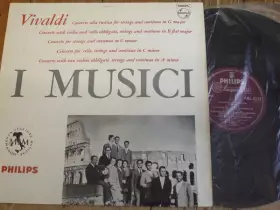 Vivaldi Concerto alla rustica for strings and continuo in G major
Concerto with violin and cello obbligato, strings and continuo in B flat major
Concerto for strings and continuo in C minor
Concerto for cello, strings and continuo in C minor
Concerto with two violins obbligato, strings and continuo in A minor
I MUSICI
PHILIPS